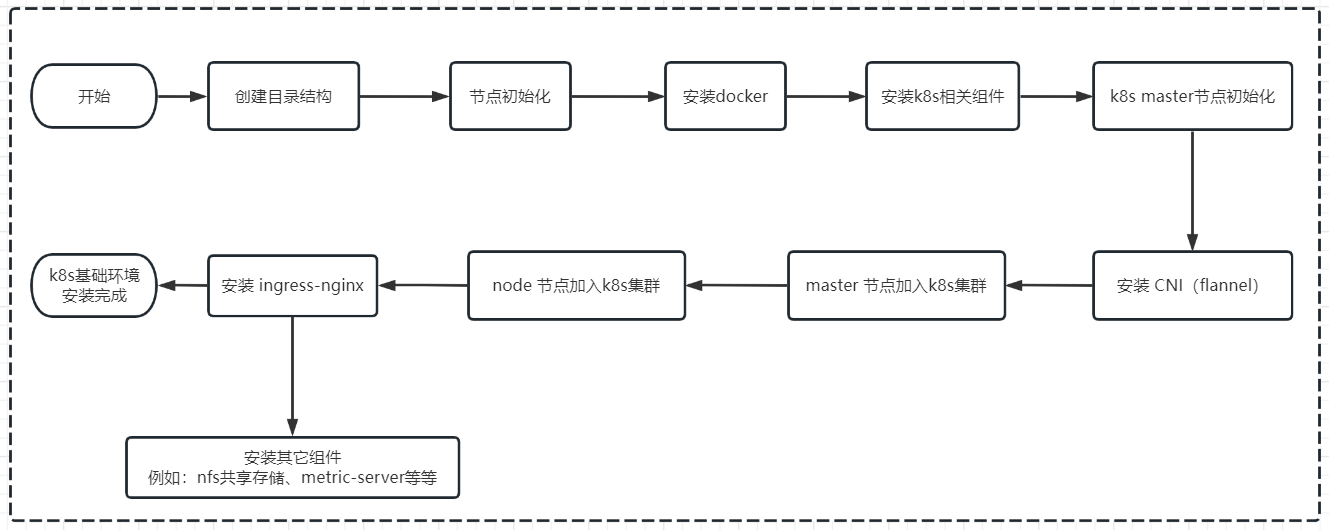 开始
创建目录结构
节点初始化
安装docker
安装k8s相关组件
k8s master节点初始化
安装 CNI（flannel）
master 节点加入k8s集群
node 节点加入k8s集群
安装 ingress-nginx
k8s基础环境
安装完成
安装其它组件
例如：nfs共享存储、metric-server等等